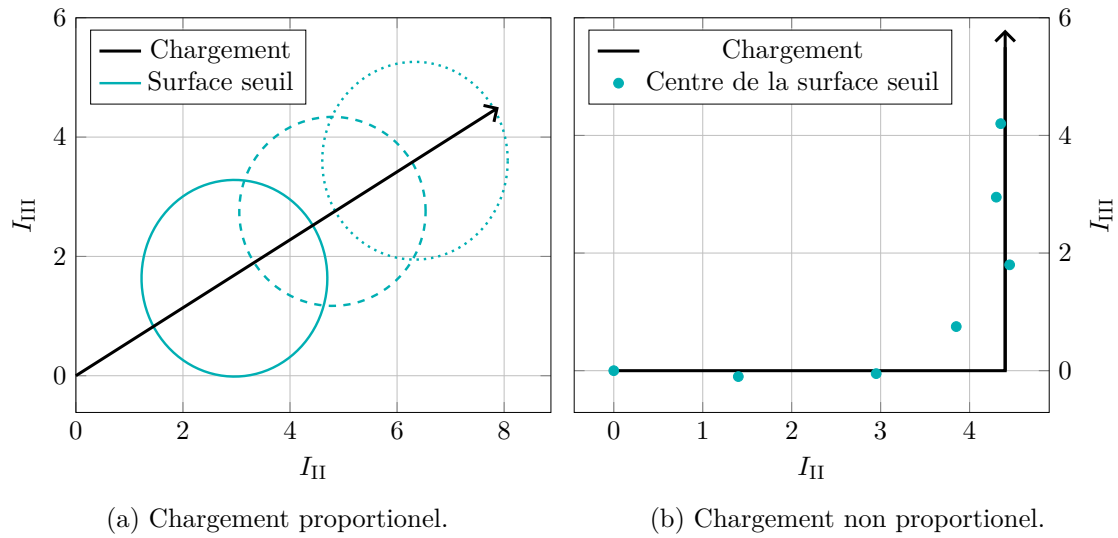 6
4
2
0
I_III
Chargement
Surface seuil
0 2 4 6 8
I_II
(a) Chargement proportionel.
6
4
2
0
I_III
Chargement
Centre de la surface seuil
0 1 2 3 4
I_II
(b) Chargement non proportionel.